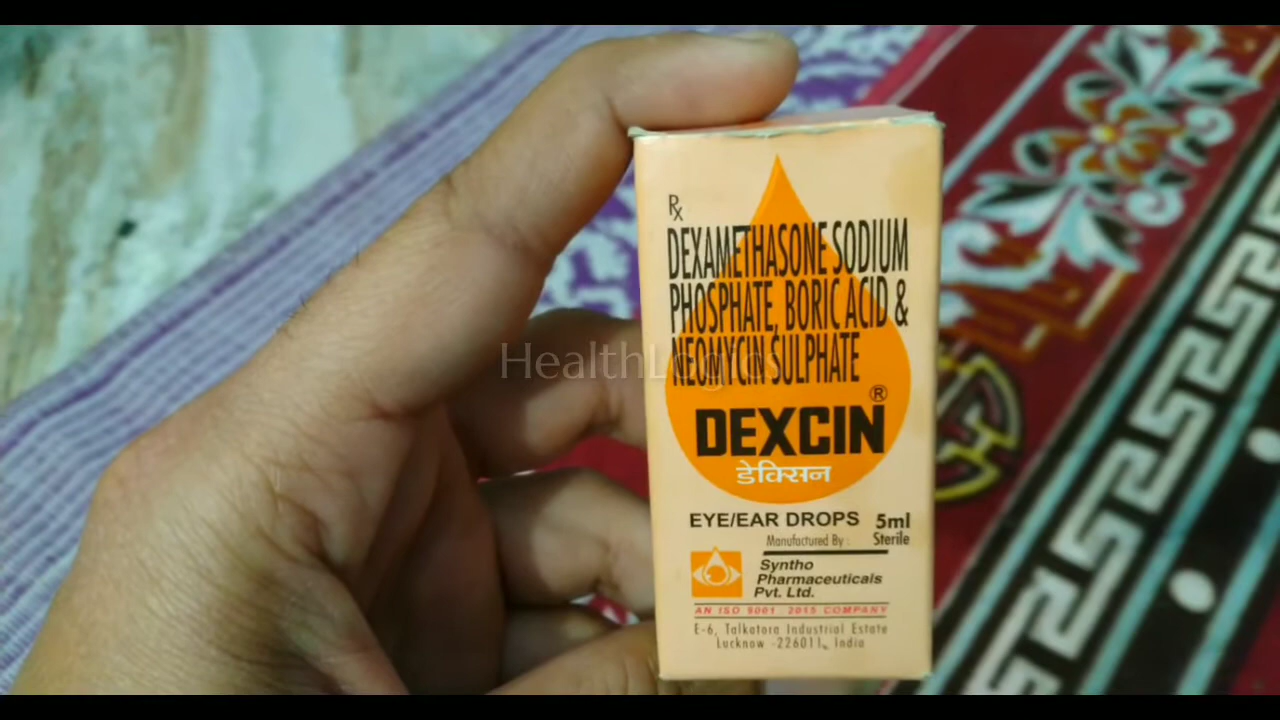 Rx
DEXAMETHASONE SODIUM
PHOSPHATE, BORIC ACID &
NEOMYCIN SULPHATE
HealthLogics
DEXCIN®
डेक्सिन
EYE/EAR DROPS 5ml
Manufactured By : Sterile
Syntho
Pharmaceuticals
Pvt. Ltd.
AN ISO 9001 2015 COMPANY
E-6, Talkatora Industrial Estate
Lucknow -226011, India